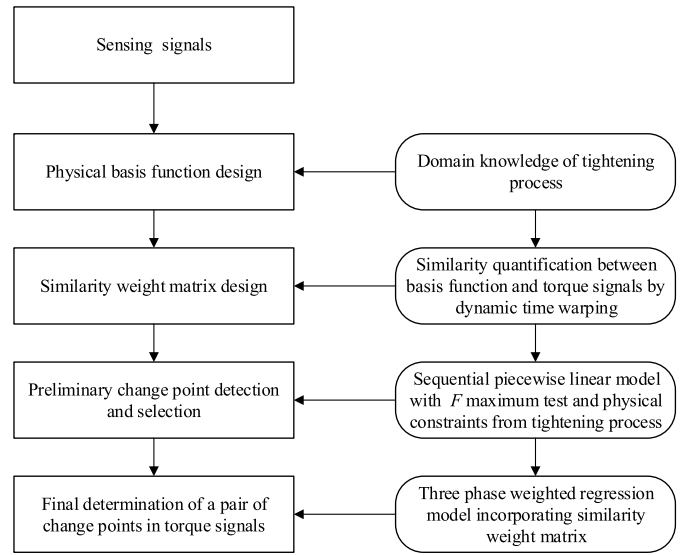 Sensing signals
Physical basis function design
Domain knowledge of tightening
process
Similarity weight matrix design
Similarity quantification between
basis function and torque signals by
dynamic time warping
Preliminary change point detection
and selection
Sequential piecewise linear model
with F maximum test and physical
constraints from tightening process
Final determination of a pair of
change points in torque signals
Three phase weighted regression
model incorporating similarity
weight matrix